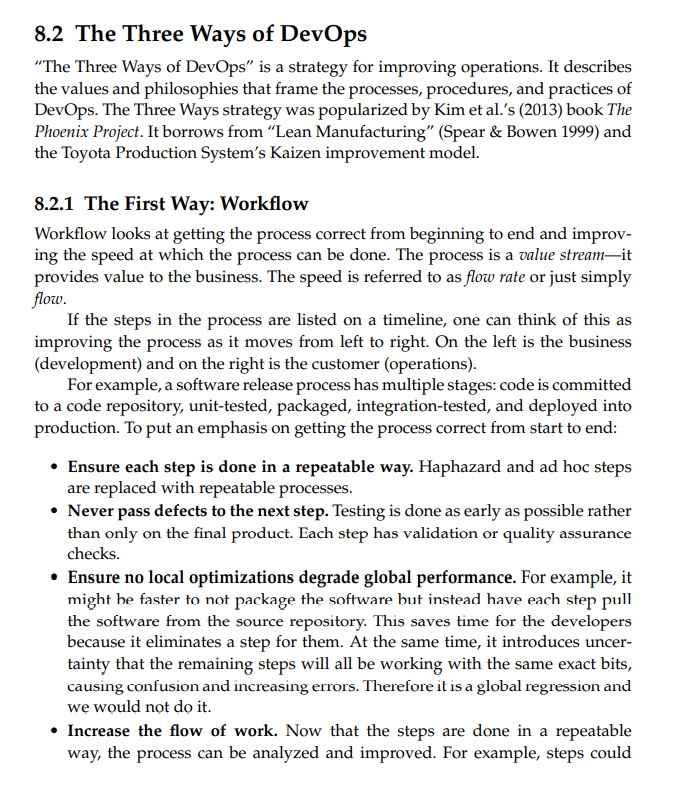 8.2 The Three Ways of DevOps
“The Three Ways of DevOps” is a strategy for improving operations. It describes
the values and philosophies that frame the processes, procedures, and practices of
DevOps. The Three Ways strategy was popularized by Kim et al.’s (2013) book The
Phoenix Project. It borrows from “Lean Manufacturing” (Spear & Bowen 1999) and
the Toyota Production System’s Kaizen improvement model.
8.2.1 The First Way: Workflow
Workflow looks at getting the process correct from beginning to end and improv-
ing the speed at which the process can be done. The process is a value stream—it
provides value to the business. The speed is referred to as flow rate or just simply
flow.
If the steps in the process are listed on a timeline, one can think of this as
improving the process as it moves from left to right. On the left is the business
(development) and on the right is the customer (operations).
For example, a software release process has multiple stages: code is committed
to a code repository, unit-tested, packaged, integration-tested, and deployed into
production. To put an emphasis on getting the process correct from start to end:
• Ensure each step is done in a repeatable way. Haphazard and ad hoc steps
are replaced with repeatable processes.
• Never pass defects to the next step. Testing is done as early as possible rather
than only on the final product. Each step has validation or quality assurance
checks.
• Ensure no local optimizations degrade global performance. For example, it
might be faster to not package the software but instead have each step pull
the software from the source repository. This saves time for the developers
because it eliminates a step for them. At the same time, it introduces uncer-
tainty that the remaining steps will all be working with the same exact bits,
causing confusion and increasing errors. Therefore it is a global regression and
we would not do it.
• Increase the flow of work. Now that the steps are done in a repeatable
way, the process can be analyzed and improved. For example, steps could